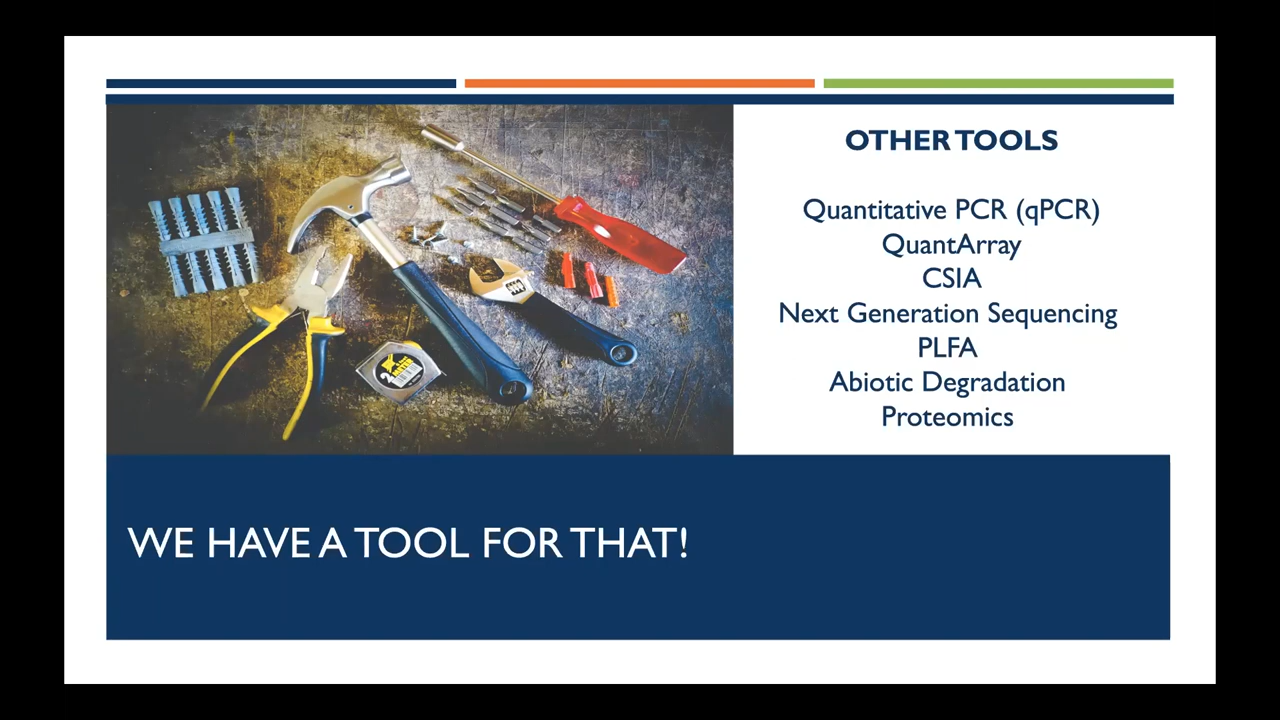 OTHER TOOLS
Quantitative PCR (qPCR)
QuantArray
CSIA
Next Generation Sequencing
PLFA
Abiotic Degradation
Proteomics
WE HAVE A TOOL FOR THAT!